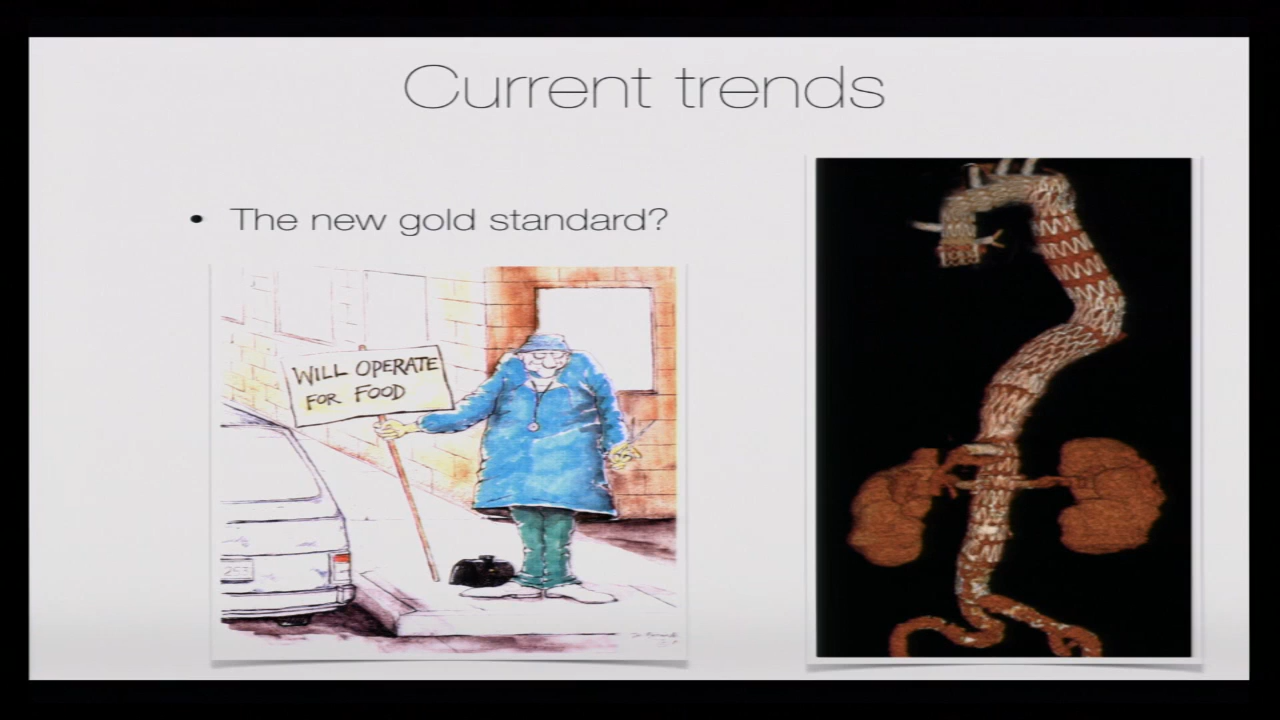 Current trends
• The new gold standard?
WILL OPERATE
FOR FOOD